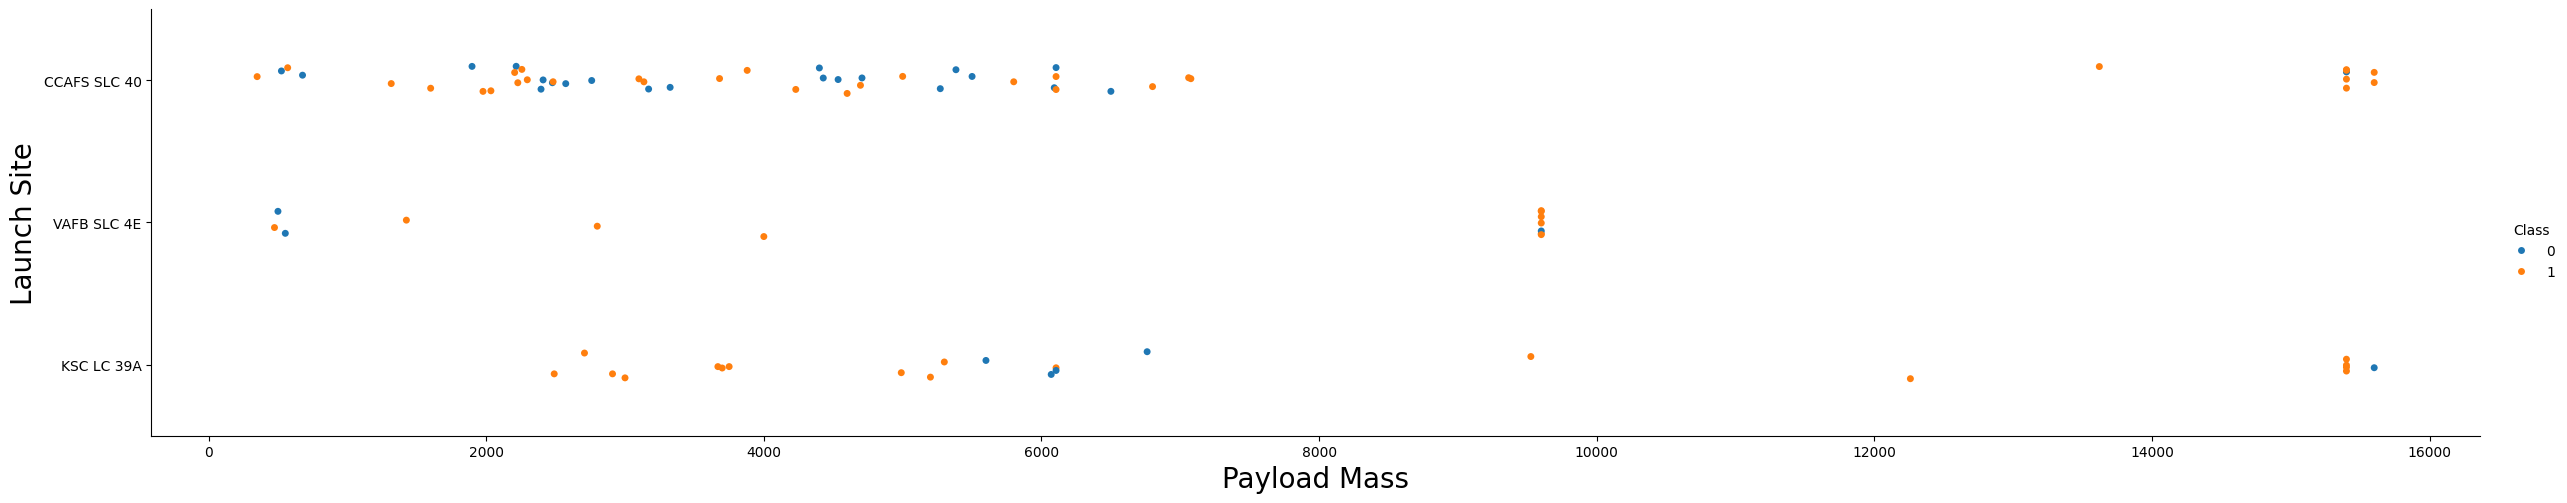 Launch Site
CCAFS SLC 40
VAFB SLC 4E
KSC LC 39A
0 2000 4000 6000 8000 10000 12000 14000 16000
Payload Mass
Class
0
1